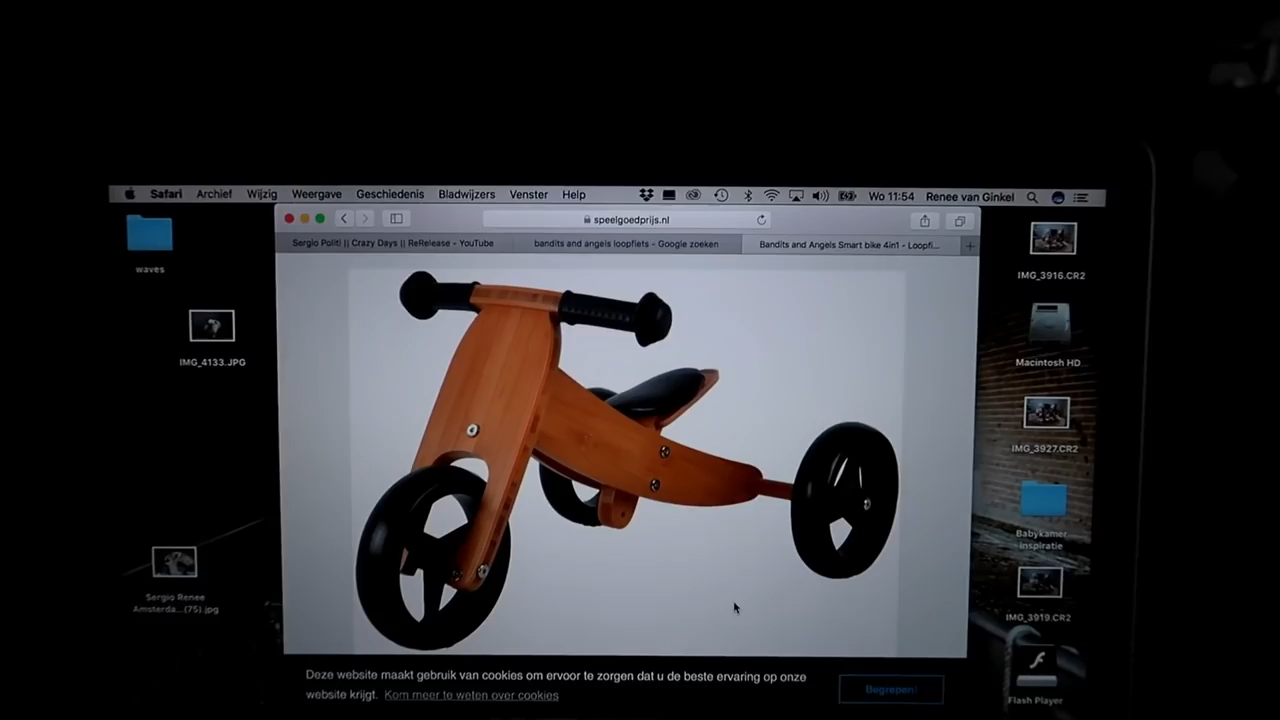 Safari Archief Wijzig Weergave Geschiedenis Bladwijzers Venster Help Wo 11:54 Renee van Ginkel
speelgoedprijs.nl
Sergio Politi || Crazy Days || ReRelease - YouTube
bandits and angels loopfiets - Google zoeken
Bandits and Angels Smart bike 4in1 - Loopfi...
waves
IMG_4133.JPG
Sergio Renee
Amsterda...(75).jpg
IMG_3916.CR2
Macintosh HD
IMG_3927.CR2
Babykamer
inspiratie
IMG_3919.CR2
Flash Player
Deze website maakt gebruik van cookies om ervoor te zorgen dat u de beste ervaring op onze
website krijgt. Kom meer te weten over cookies
Begrepen!